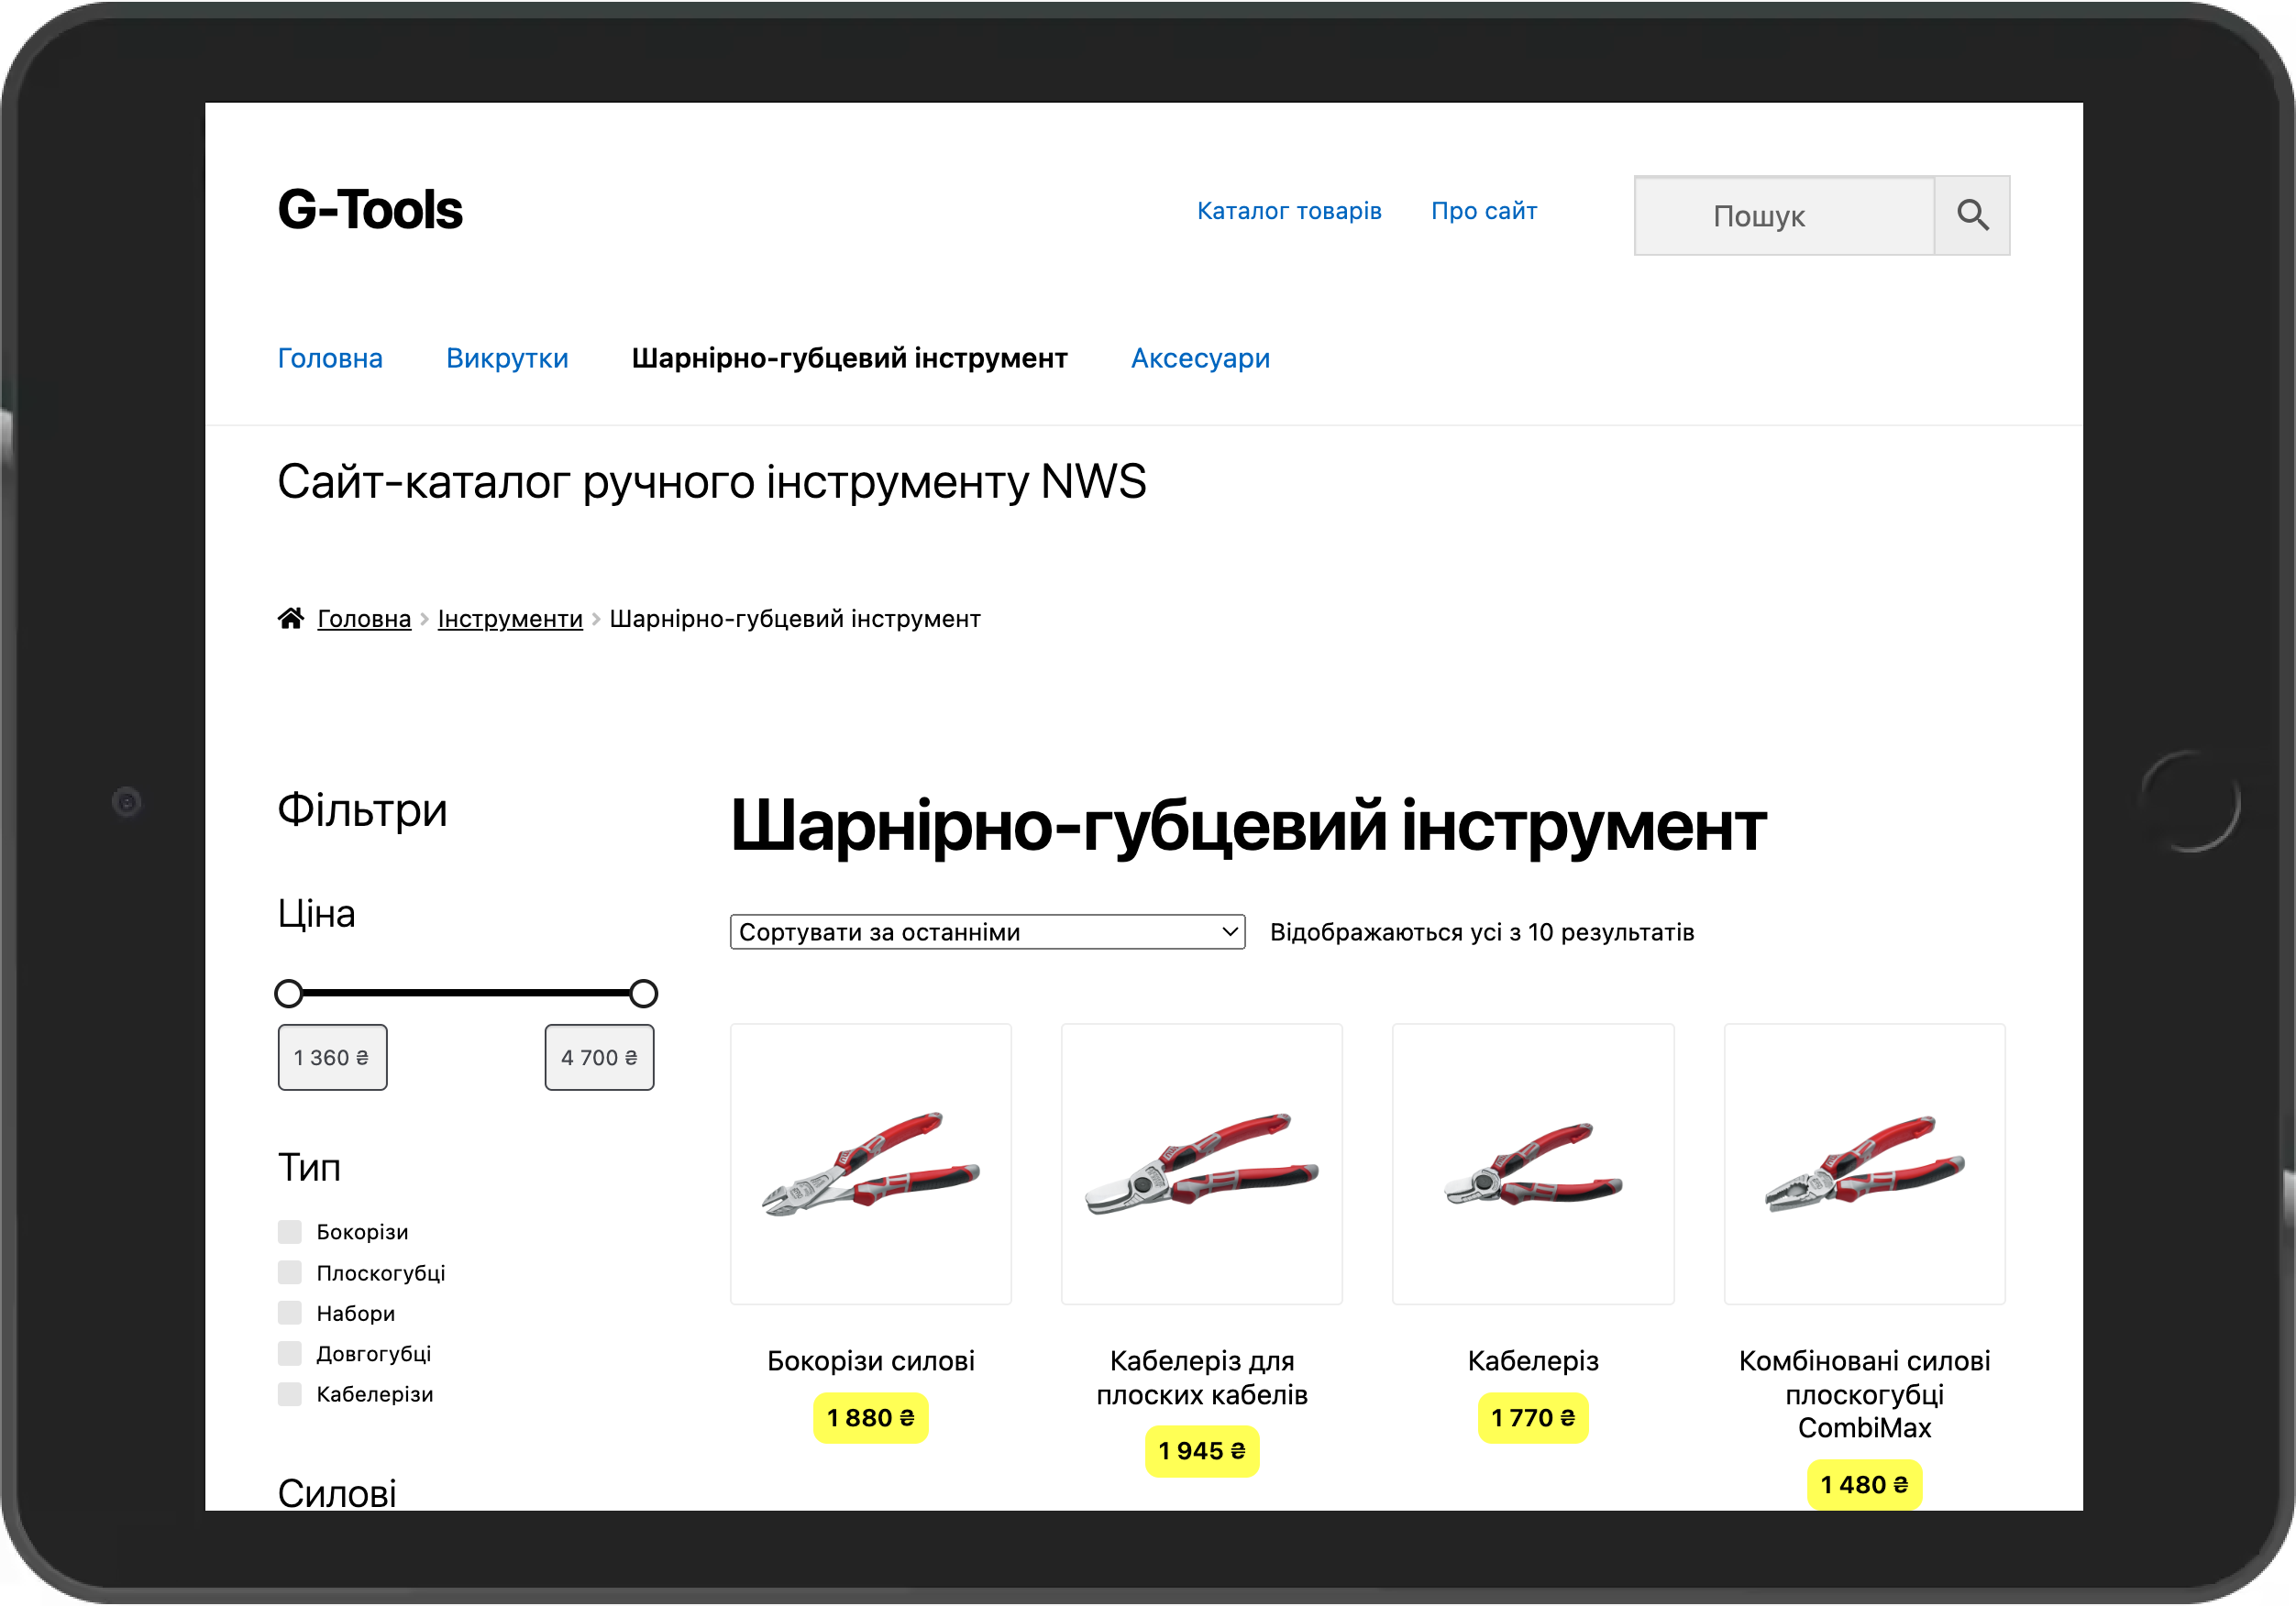 G-Tools
Каталог товарів
Про сайт
Пошук
Головна
Викрутки
Шарнірно-губцевий інструмент
Аксесуари
Сайт-каталог ручного інструменту NWS
Головна › Інструменти › Шарнірно-губцевий інструмент
Фільтри
Ціна
1 360 ₴
4 700 ₴
Тип
Бокорізи
Плоскогубці
Набори
Довгогубці
Кабелерізи
Силові
Шарнірно-губцевий інструмент
Сортувати за останніми
Відображаються усі з 10 результатів
Бокорізи силові
1 880 ₴
Кабелеріз для
плоских кабелів
1 945 ₴
Кабелеріз
1 770 ₴
Комбіновані силові
плоскогубці
CombiMax
1 480 ₴